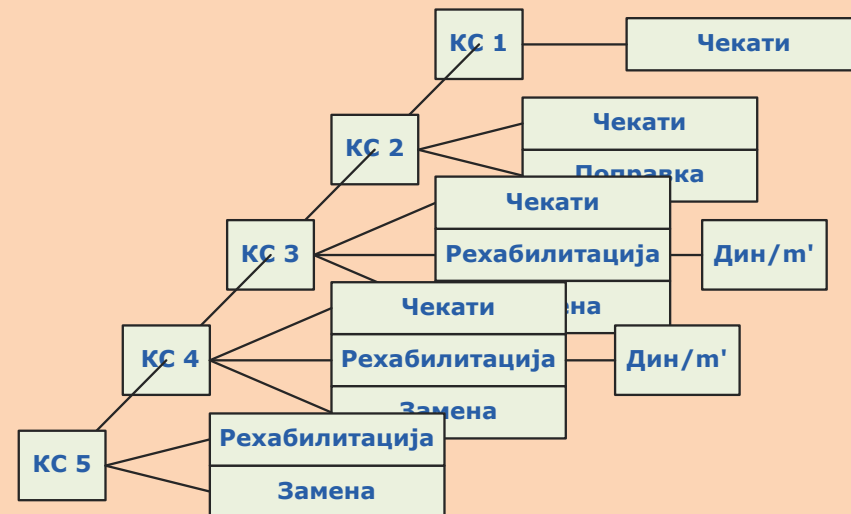 КС 1
Чекати
КС 2
Чекати
Поправка
КС 3
Чекати
Рехабилитација
Дин/m'
КС 4
Чекати
Рехабилитација
Дин/m'
Замена
КС 5
Рехабилитација
Замена